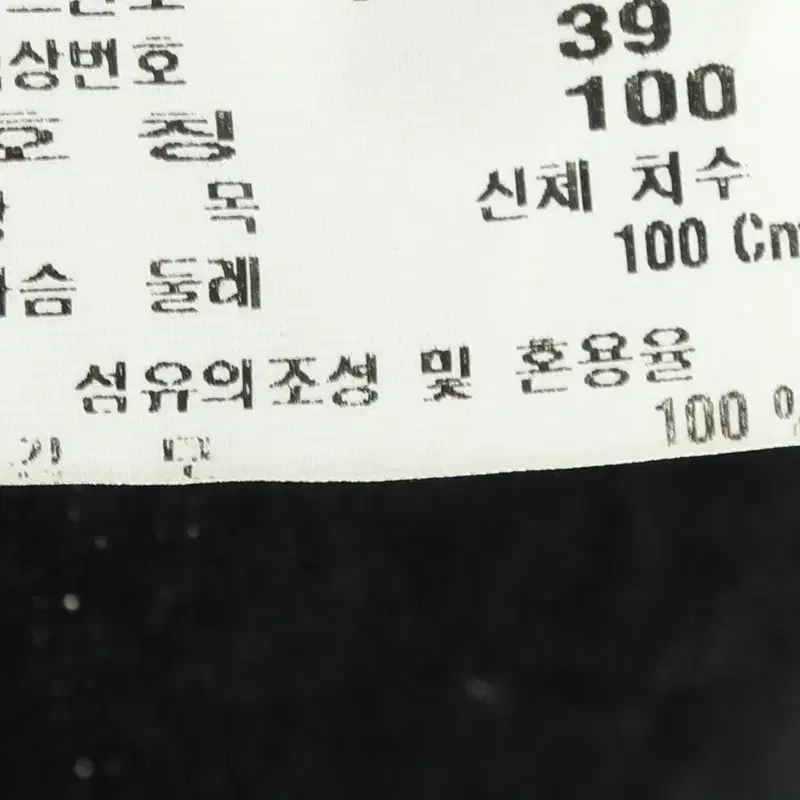 39
상번호
100
호 칭
목 신체 치수
100 Cm
슴 둘레
섬유의조성 및 혼용율
100 %